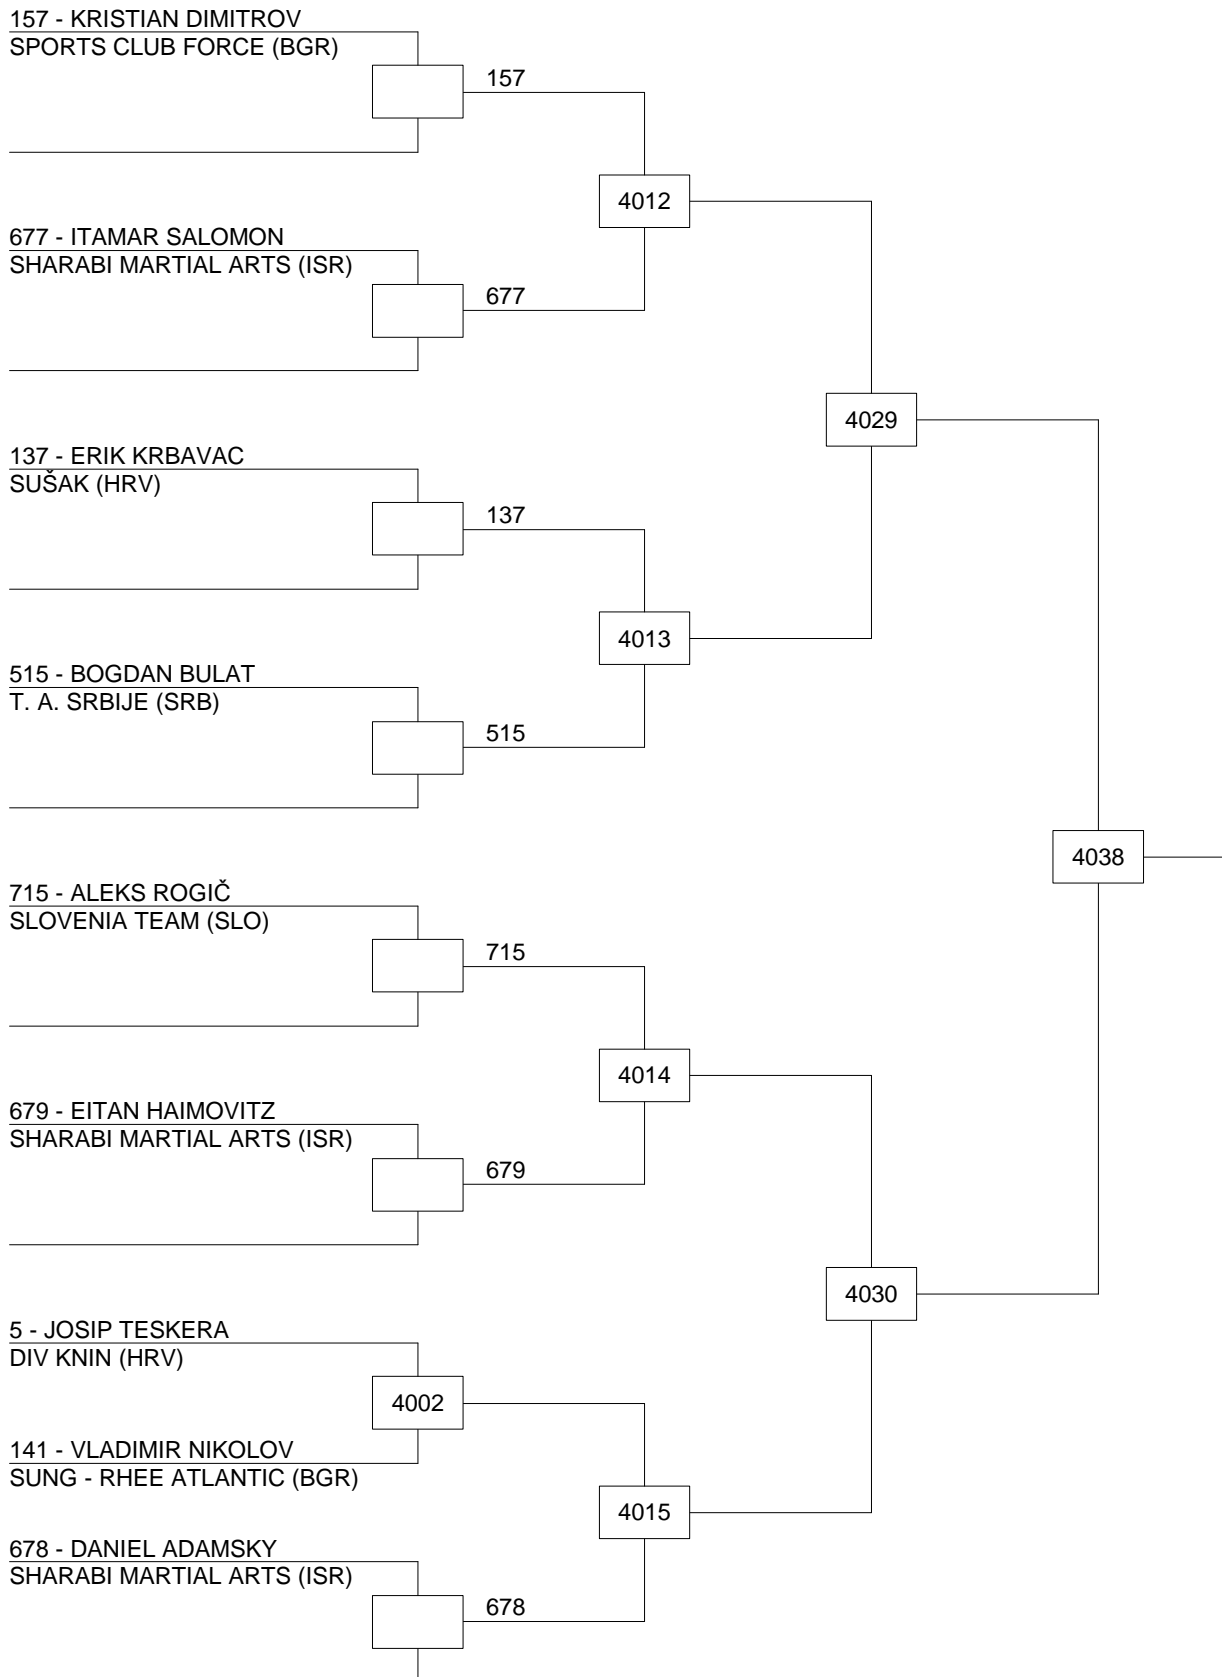 157 - KRISTIAN DIMITROV
SPORTS CLUB FORCE (BGR)
157
4012
677 - ITAMAR SALOMON
SHARABI MARTIAL ARTS (ISR)
677
4029
137 - ERIK KRBAVAC
SUŠAK (HRV)
137
4013
515 - BOGDAN BULAT
T. A. SRBIJE (SRB)
515
4038
715 - ALEKS ROGIČ
SLOVENIA TEAM (SLO)
715
4014
679 - EITAN HAIMOVITZ
SHARABI MARTIAL ARTS (ISR)
679
4030
5 - JOSIP TESKERA
DIV KNIN (HRV)
4002
141 - VLADIMIR NIKOLOV
SUNG - RHEE ATLANTIC (BGR)
4015
678 - DANIEL ADAMSKY
SHARABI MARTIAL ARTS (ISR)
678